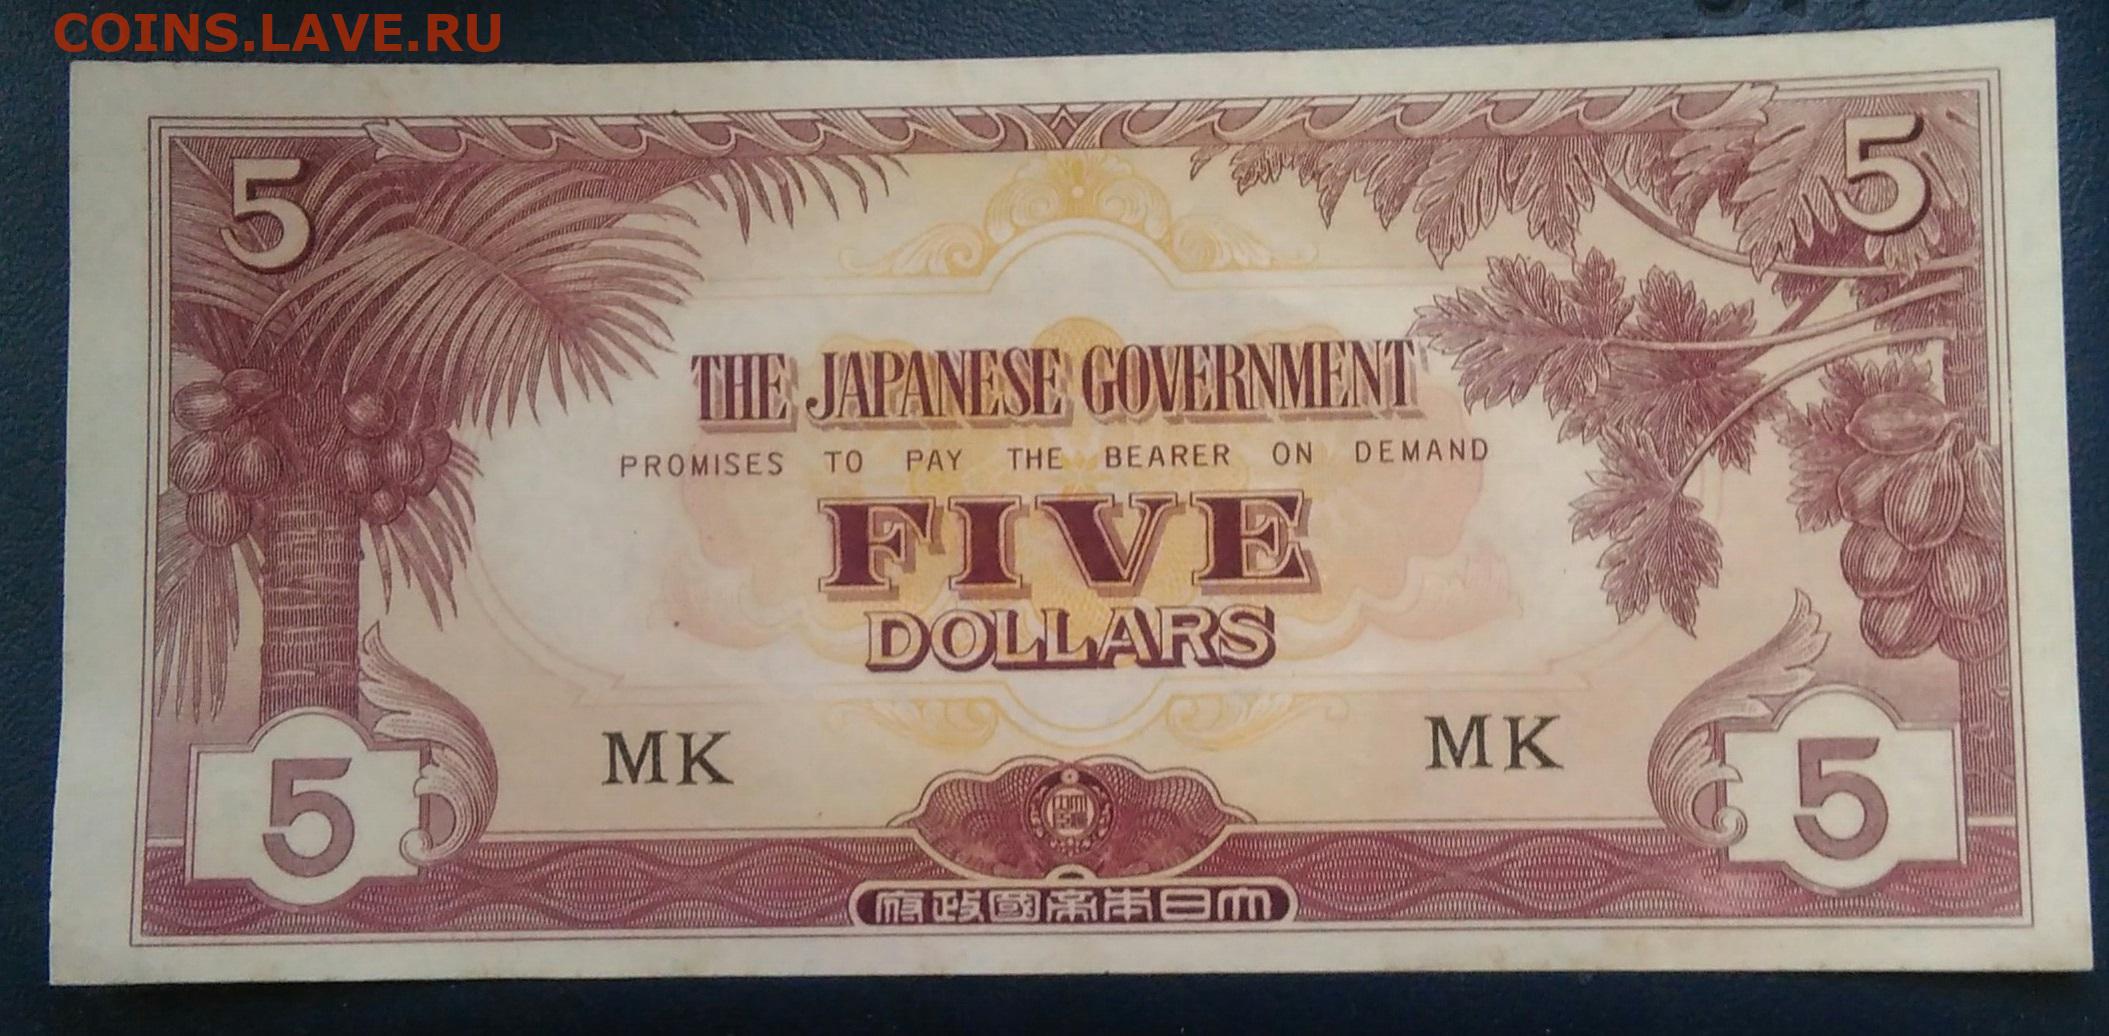 COINS.LAVE.RU
5 5
THE JAPANESE GOVERNMENT
PROMISES TO PAY THE BEARER ON DEMAND
FIVE
DOLLARS
MK MK
5 5
府政國帝本日大